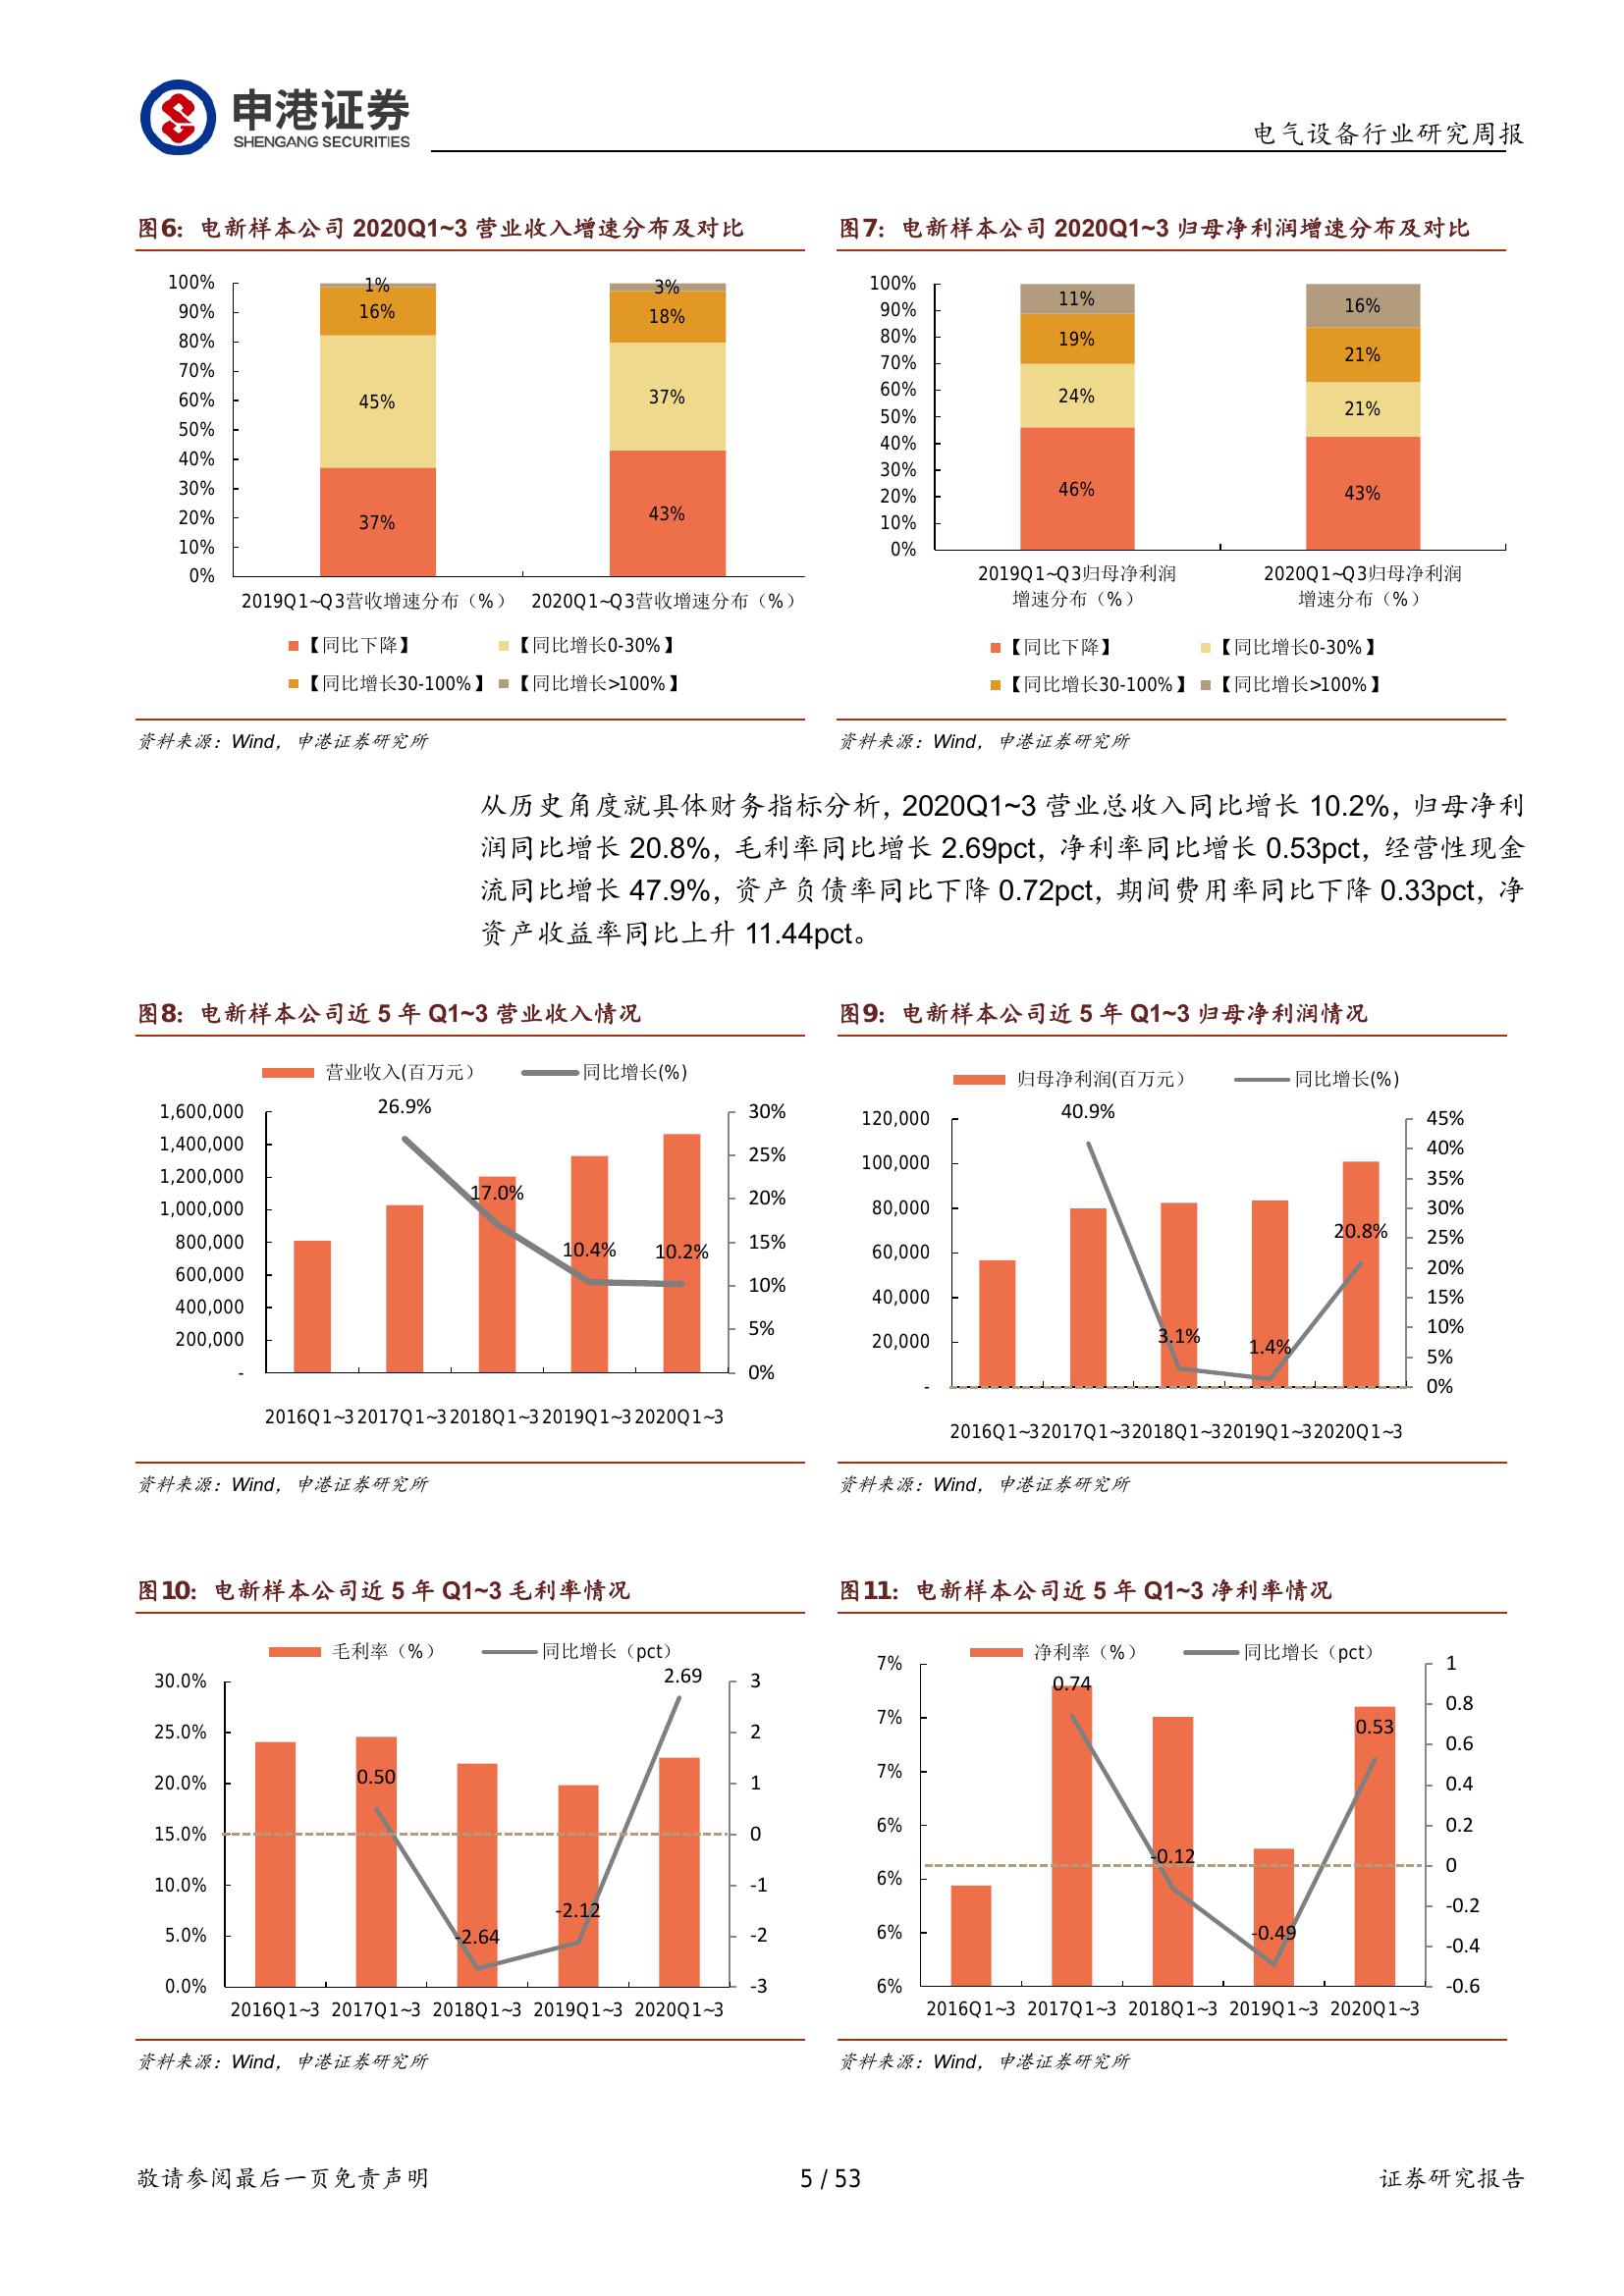 申港证券
SHENGANG SECURITIES
电气设备行业研究周报
图6：电新样本公司 2020Q1~3 营业收入增速分布及对比
100%
90%
80%
70%
60%
50%
40%
30%
20%
10%
0%
1%
16%
45%
37%
3%
18%
37%
43%
2019Q1~Q3营收增速分布（%）
2020Q1~Q3营收增速分布（%）
【同比下降】
【同比增长0-30%】
【同比增长30-100%】
【同比增长>100%】
资料来源：Wind，申港证券研究所
图7：电新样本公司 2020Q1~3 归母净利润增速分布及对比
100%
90%
80%
70%
60%
50%
40%
30%
20%
10%
0%
11%
19%
24%
46%
16%
21%
21%
43%
2019Q1~Q3归母净利润
增速分布（%）
2020Q1~Q3归母净利润
增速分布（%）
【同比下降】
【同比增长0-30%】
【同比增长30-100%】
【同比增长>100%】
资料来源：Wind，申港证券研究所
从历史角度就具体财务指标分析，2020Q1~3 营业总收入同比增长 10.2%，归母净利
润同比增长 20.8%，毛利率同比增长 2.69pct，净利率同比增长 0.53pct，经营性现金
流同比增长 47.9%，资产负债率同比下降 0.72pct，期间费用率同比下降 0.33pct，净
资产收益率同比上升 11.44pct。
图8：电新样本公司近 5 年 Q1~3 营业收入情况
营业收入(百万元）
同比增长(%)
1,600,000
1,400,000
1,200,000
1,000,000
800,000
600,000
400,000
200,000
-
26.9%
17.0%
10.4%
10.2%
30%
25%
20%
15%
10%
5%
0%
2016Q1~3 2017Q1~3 2018Q1~3 2019Q1~3 2020Q1~3
资料来源：Wind，申港证券研究所
图9：电新样本公司近 5 年 Q1~3 归母净利润情况
归母净利润(百万元）
同比增长(%)
120,000
100,000
80,000
60,000
40,000
20,000
-
40.9%
3.1%
1.4%
20.8%
45%
40%
35%
30%
25%
20%
15%
10%
5%
0%
2016Q1~3 2017Q1~3 2018Q1~3 2019Q1~3 2020Q1~3
资料来源：Wind，申港证券研究所
图10：电新样本公司近 5 年 Q1~3 毛利率情况
毛利率（%）
同比增长（pct）
30.0%
25.0%
20.0%
15.0%
10.0%
5.0%
0.0%
0.50
-2.64
-2.12
2.69
3
2
1
0
-1
-2
-3
2016Q1~3 2017Q1~3 2018Q1~3 2019Q1~3 2020Q1~3
资料来源：Wind，申港证券研究所
图11：电新样本公司近 5 年 Q1~3 净利率情况
净利率（%）
同比增长（pct）
7%
7%
7%
6%
6%
6%
6%
0.74
-0.12
-0.49
0.53
1
0.8
0.6
0.4
0.2
0
-0.2
-0.4
-0.6
2016Q1~3 2017Q1~3 2018Q1~3 2019Q1~3 2020Q1~3
资料来源：Wind，申港证券研究所
敬请参阅最后一页免责声明
5 / 53
证券研究报告